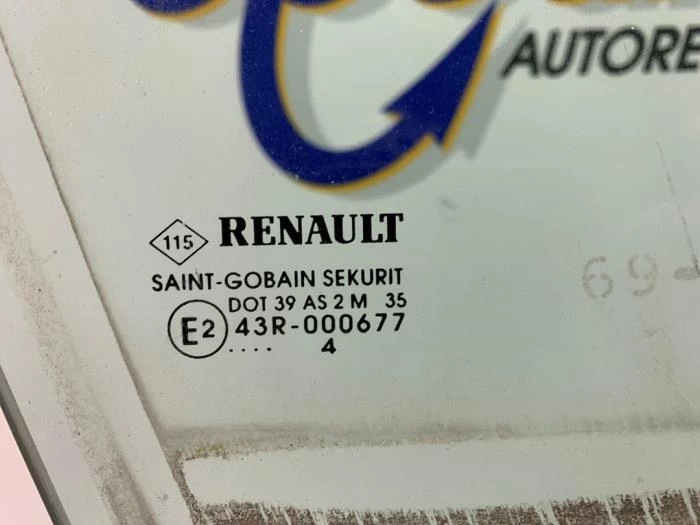 AUTORE
115 RENAULT
SAINT-GOBAIN SEKURIT
DOT 39 AS 2 M 35
E2 43R-000677
.... 4
69-